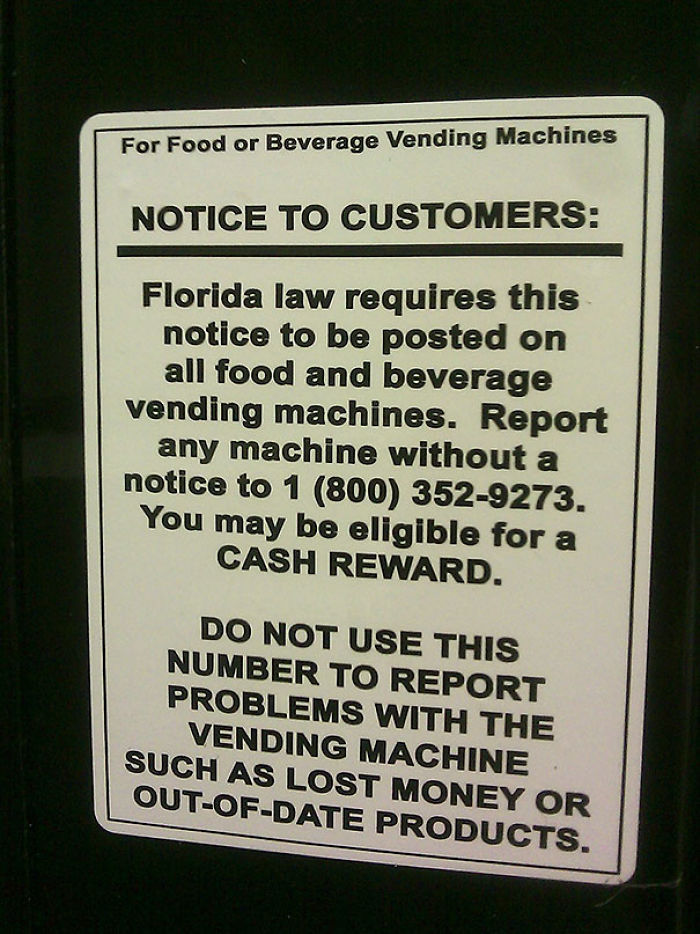 For Food or Beverage Vending Machines
NOTICE TO CUSTOMERS:
Florida law requires this
notice to be posted on
all food and beverage
vending machines. Report
any machine without a
notice to 1 (800) 352-9273.
You may be eligible for a
CASH REWARD.
DO NOT USE THIS
NUMBER TO REPORT
PROBLEMS WITH THE
VENDING MACHINE
SUCH AS LOST MONEY OR
OUT-OF-DATE PRODUCTS.